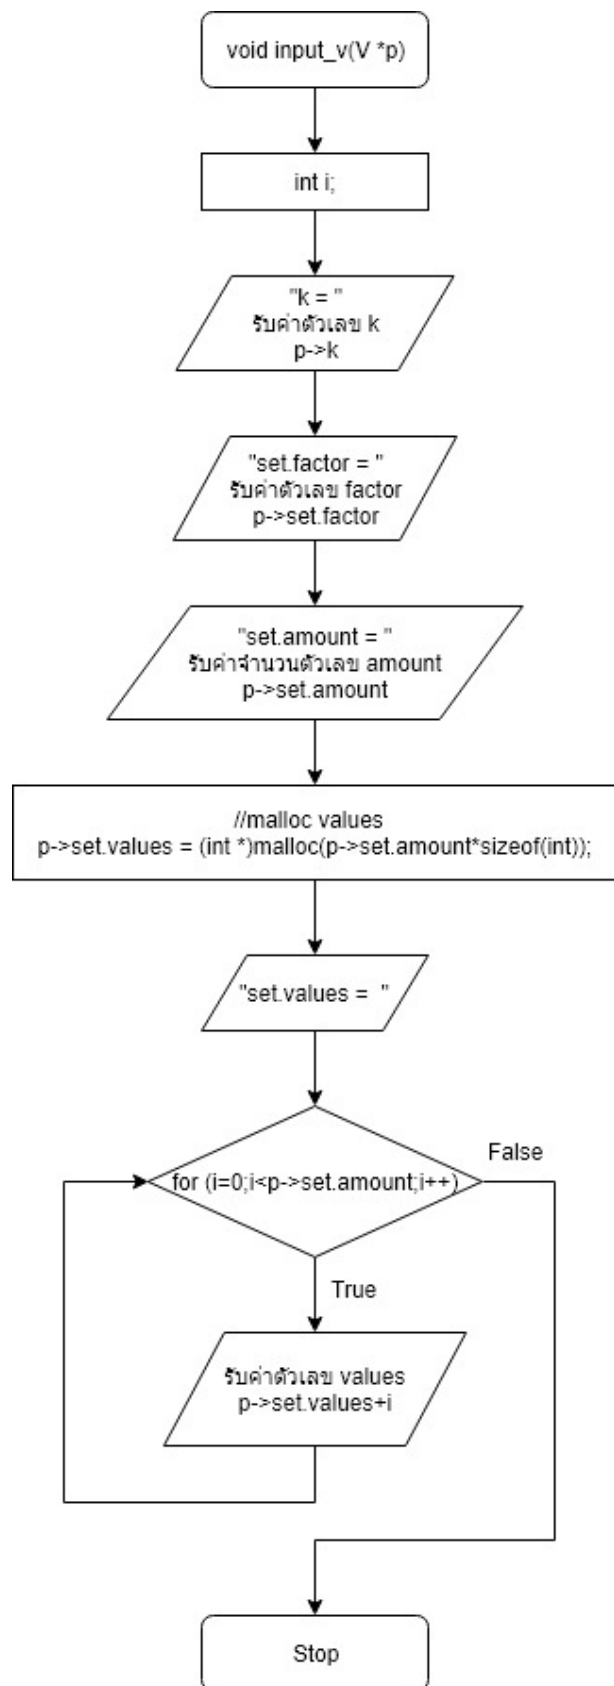 void input_v(V *p)
int i;
"k = "
รับค่าตัวเลข k
p->k
"set.factor = "
รับค่าตัวเลข factor
p->set.factor
"set.amount = "
รับค่าจำนวนตัวเลข amount
p->set.amount
//malloc values
p->set.values = (int *)malloc(p->set.amount*sizeof(int));
"set.values =  "
for (i=0;i<p->set.amount;i++)
False
True
รับค่าตัวเลข values
p->set.values+i
Stop